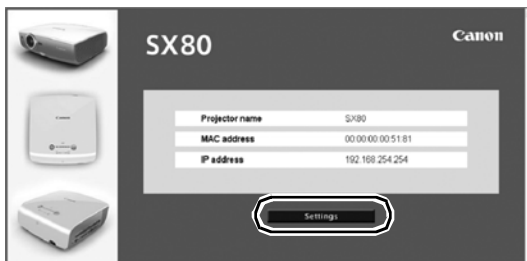 SX80
Canon
Projector name SX80
MAC address 00:00:00:00:51:81
IP address 192.168.254.254
Settings